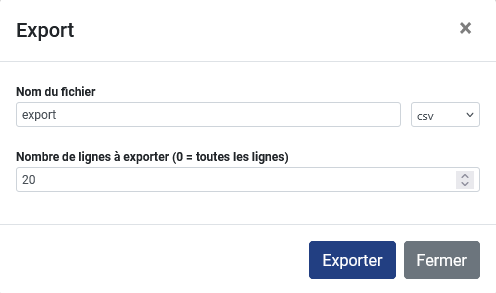 Export ×
Nom du fichier
export csv
Nombre de lignes à exporter (0 = toutes les lignes)
20
Exporter Fermer